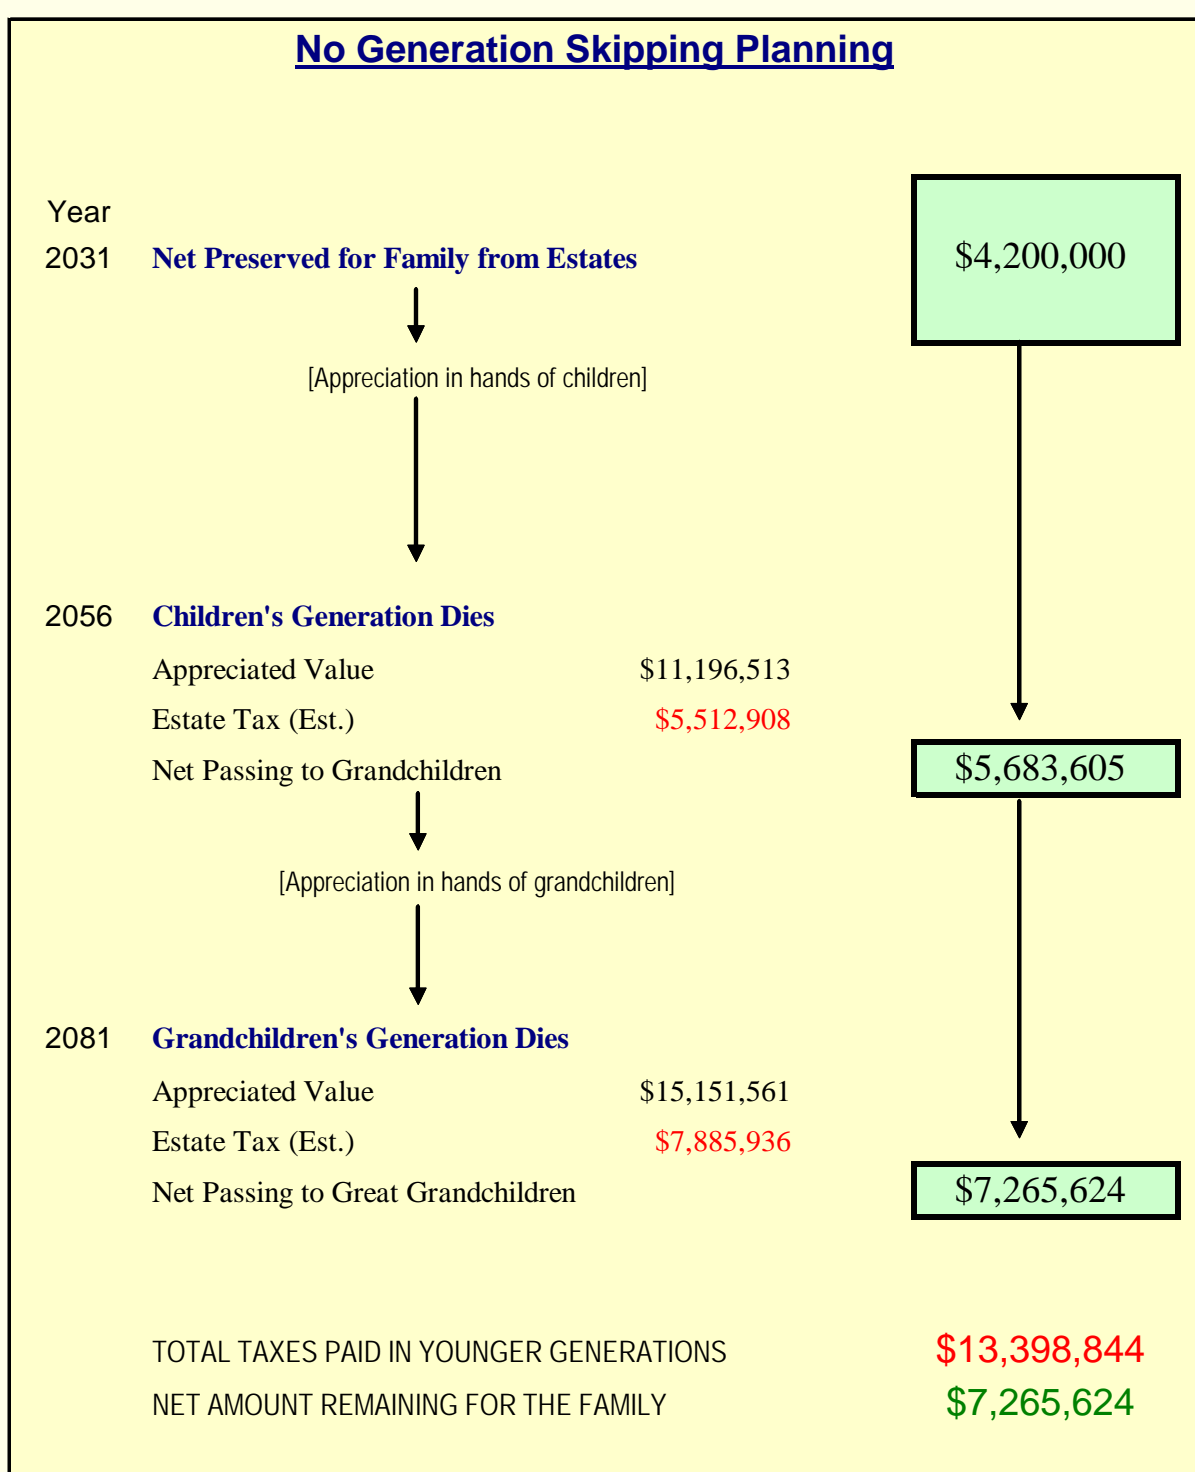 No Generation Skipping Planning
Year
2031 Net Preserved for Family from Estates $4,200,000
[Appreciation in hands of children]
2056 Children's Generation Dies
Appreciated Value $11,196,513
Estate Tax (Est.) $5,512,908
Net Passing to Grandchildren $5,683,605
[Appreciation in hands of grandchildren]
2081 Grandchildren's Generation Dies
Appreciated Value $15,151,561
Estate Tax (Est.) $7,885,936
Net Passing to Great Grandchildren $7,265,624
TOTAL TAXES PAID IN YOUNGER GENERATIONS $13,398,844
NET AMOUNT REMAINING FOR THE FAMILY $7,265,624